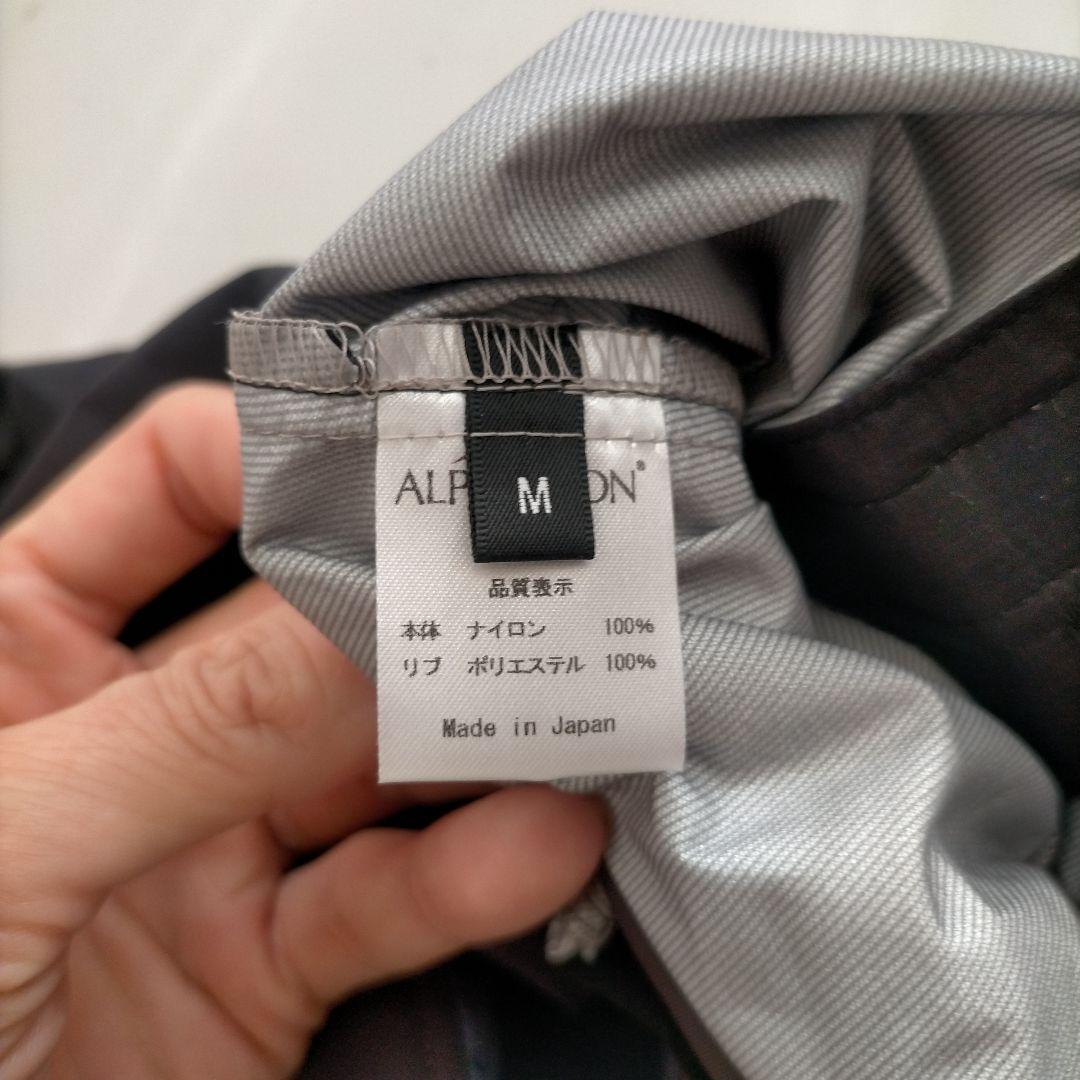 M
品質表示
本体 ナイロン 100%
リブ ポリエステル 100%
Made in Japan